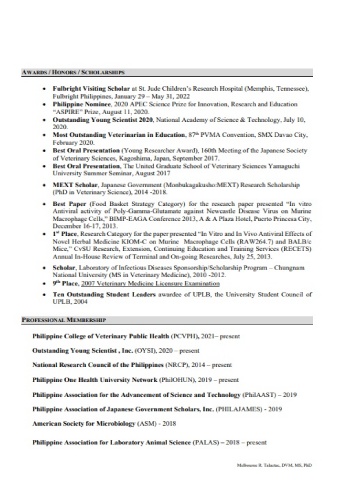 AWARDS / HONORS / SCHOLARSHIPS
• Fulbright Visiting Scholar at St. Jude Children's Research Hospital (Memphis, Tennessee),
Fulbright Philippines, January 29 – May 31, 2022
• Philippine Nominee, 2020 APEC Science Prize for Innovation, Research and Education
"ASPIRE" Prize, August 11, 2020.
• Outstanding Young Scientist 2020, National Academy of Science & Technology, July 10,
2020.
• Most Outstanding Veterinarian in Education, 87th PVMA Convention, SMX Davao City,
February 2020.
• Best Oral Presentation (Young Researcher Award), 160th Meeting of the Japanese Society
of Veterinary Sciences, Kagoshima, Japan, September 2017.
• Best Oral Presentation, The United Graduate School of Veterinary Sciences Yamaguchi
University Summer Seminar, August 2017
• MEXT Scholar, Japanese Government (Monbukagakusho:MEXT) Research Scholarship
(PhD in Veterinary Science), 2014 -2018.
• Best Paper (Food Basket Strategy Category) for the research paper presented "In vitro
Antiviral activity of Poly-Gamma-Glutamate against Newcastle Disease Virus on Murine
Macrophage Cells," BIMP-EAGA Conference 2013, A & A Plaza Hotel, Puerto Princesa City,
December 16-17, 2013.
• 1st Place, Research Category for the paper presented "In Vitro and In Vivo Antiviral Effects of
Novel Herbal Medicine KIOM-C on Murine Macrophage Cells (RAW264.7) and BALB/c
Mice," CvSU Research, Extension, Continuing Education and Training Services (RECETS)
Annual In-House Review of Terminal and On-going Researches, July 25, 2013.
• Scholar, Laboratory of Infectious Diseases Sponsorship/Scholarship Program – Chungnam
National University (MS in Veterinary Medicine), 2010 -2012.
• 9th Place, 2007 Veterinary Medicine Licensure Examination
• Ten Outstanding Student Leaders awardee of UPLB, the University Student Council of
UPLB, 2004
PROFESSIONAL MEMBERSHIP
Philippine College of Veterinary Public Health (PCVPH), 2021– present
Outstanding Young Scientist , Inc. (OYSI), 2020 – present
National Research Council of the Philippines (NRCP), 2014 – present
Philippine One Health University Network (PhilOHUN), 2019 – present
Philippine Association for the Advancement of Science and Technology (PhilAAST) – 2019
Philippine Association of Japanese Government Scholars, Inc. (PHILAJAMES) - 2019
American Society for Microbiology (ASM) - 2018
Philippine Association for Laboratory Animal Science (PALAS) – 2018 – present
DVM, MS, PhD